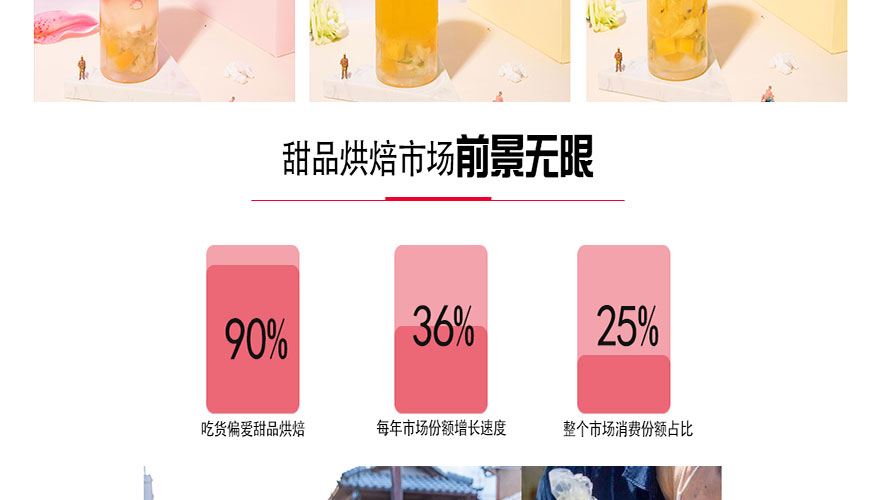 甜品烘焙市场前景无限
90%
36%
25%
吃货偏爱甜品烘焙
每年市场份额增长速度
整个市场消费份额占比